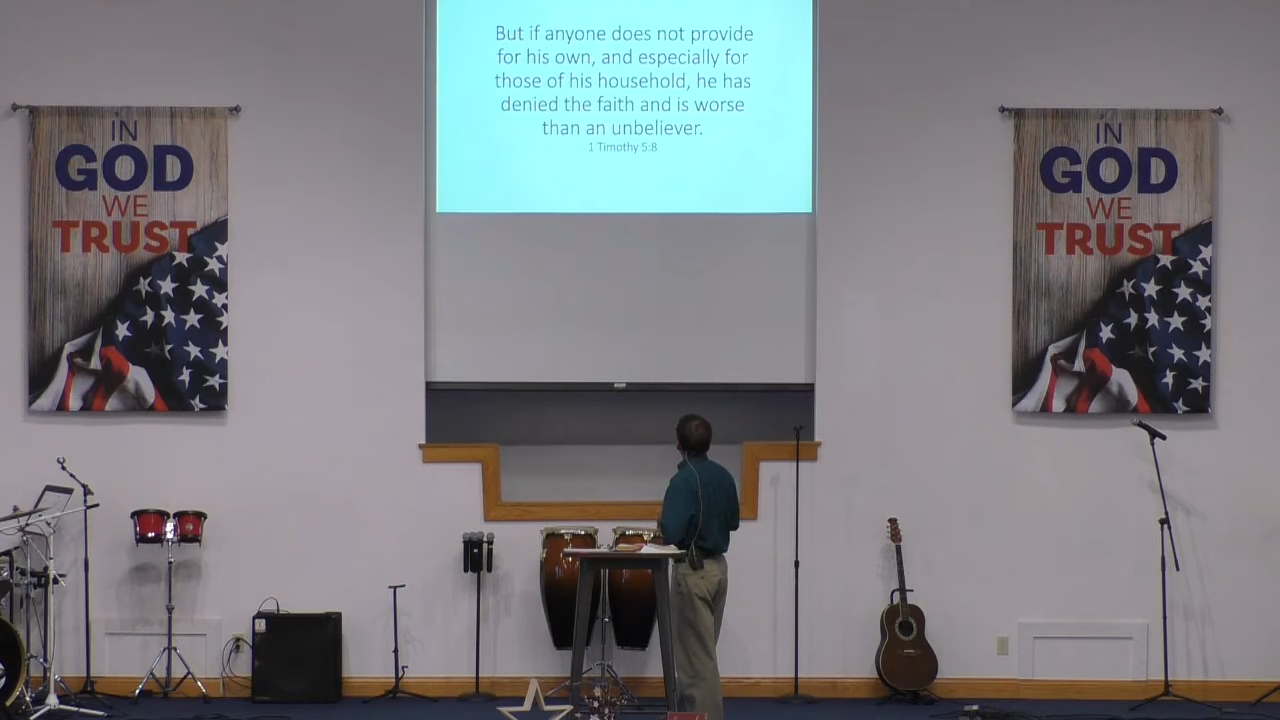 But if anyone does not provide
for his own, and especially for
those of his household, he has
denied the faith and is worse
than an unbeliever.
1 Timothy 5:8
IN
GOD
WE
TRUST
IN
GOD
WE
TRUST